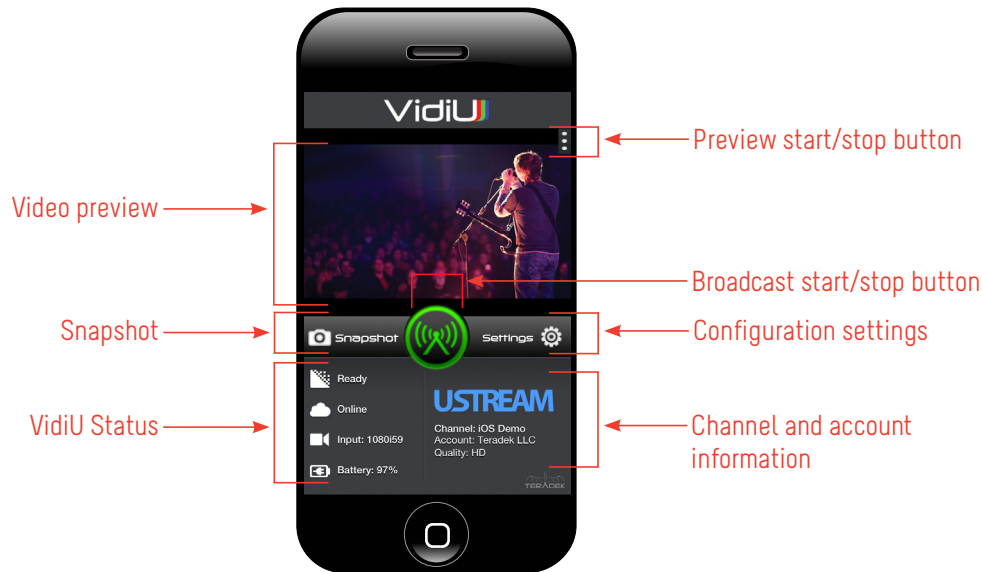 VidiU
Preview start/stop button
Video preview
Broadcast start/stop button
Snapshot
Snapshot
Settings
Configuration settings
VidiU Status
Ready
Online
Input: 1080i59
Battery: 97%
USTREAM
Channel: iOS Demo
Account: Teradek LLC
Quality: HD
Channel and account
information
TERADEK